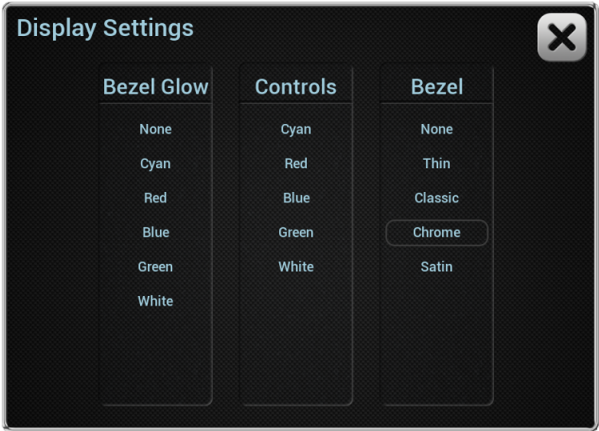 Display Settings
Bezel Glow
None
Cyan
Red
Blue
Green
White
Controls
Cyan
Red
Blue
Green
White
Bezel
None
Thin
Classic
Chrome
Satin